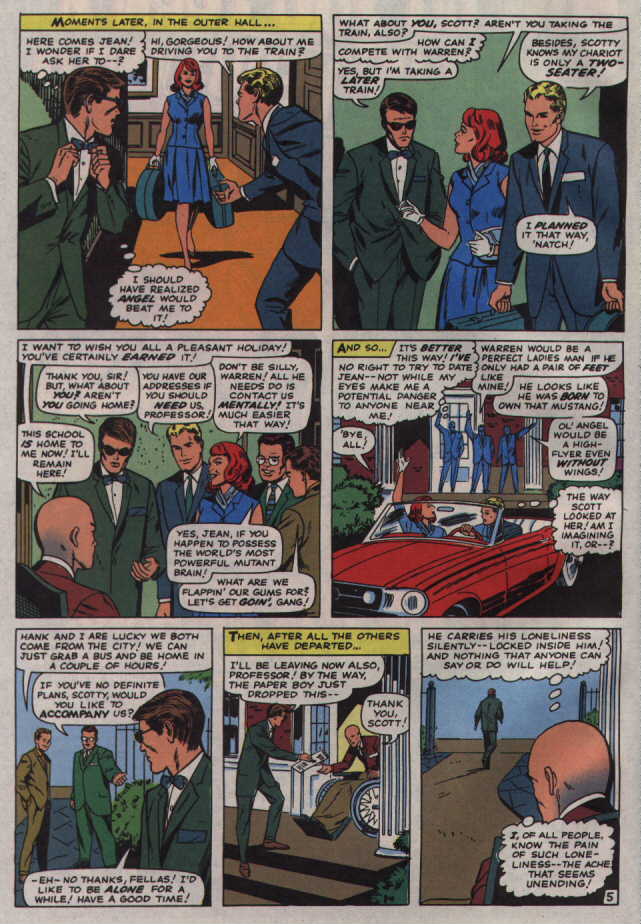 MOMENTS LATER, IN THE OUTER HALL...
HERE COMES JEAN!
I WONDER IF I DARE
ASK HER TO--?
HI, GORGEOUS! HOW ABOUT ME
DRIVING YOU TO THE TRAIN?
I SHOULD
HAVE REALIZED
ANGEL WOULD
BEAT ME TO
IT!
WHAT ABOUT YOU, SCOTT? AREN'T YOU TAKING THE
TRAIN, ALSO?
HOW CAN I
COMPETE WITH WARREN?
YES, BUT I'M TAKING A
LATER
TRAIN!
BESIDES, SCOTTY
KNOWS MY CHARIOT
IS ONLY A TWO-
SEATER!
I PLANNED
IT THAT WAY,
'NATCH!
I WANT TO WISH YOU ALL A PLEASANT HOLIDAY!
YOU'VE CERTAINLY EARNED IT!
THANK YOU, SIR!
BUT, WHAT ABOUT
YOU? AREN'T
YOU GOING HOME?
THIS SCHOOL
IS HOME TO
ME NOW! I'LL
REMAIN
HERE!
YOU HAVE OUR
ADDRESSES IF
YOU SHOULD
NEED US,
PROFESSOR!
DON'T BE SILLY,
WARREN! ALL HE
NEEDS DO IS
CONTACT US
MENTALLY! IT'S
MUCH EASIER
THAT WAY!
YES, JEAN, IF YOU
HAPPEN TO POSSESS
THE WORLD'S MOST
POWERFUL MUTANT
BRAIN!
WHAT ARE WE
FLAPPIN' OUR GUMS FOR?
LET'S GET GOIN', GANG!
AND SO...
IT'S BETTER
THIS WAY! I'VE
NO RIGHT TO TRY TO DATE
JEAN--NOT WHILE MY
EYES MAKE ME A
POTENTIAL DANGER
TO ANYONE NEAR
ME!
WARREN WOULD BE A
PERFECT LADIES MAN IF HE
ONLY HAD A PAIR OF FEET
LIKE
MINE!
HE LOOKS LIKE
HE WAS BORN TO
OWN THAT MUSTANG!
'BYE
ALL!
OL' ANGEL
WOULD BE
A HIGH-
FLYER EVEN
WITHOUT
WINGS!
THE WAY
SCOTT
LOOKED AT
HER! AM I
IMAGINING
IT, OR--?
HANK AND I ARE LUCKY WE BOTH
COME FROM THE CITY! WE CAN
JUST GRAB A BUS AND BE HOME IN
A COUPLE OF HOURS!
IF YOU'VE NO DEFINITE
PLANS, SCOTTY, WOULD
YOU LIKE TO
ACCOMPANY US?
-EH- NO THANKS, FELLAS! I'D
LIKE TO BE ALONE FOR A
WHILE! HAVE A GOOD TIME!
THEN, AFTER ALL THE OTHERS
HAVE DEPARTED...
I'LL BE LEAVING NOW ALSO,
PROFESSOR! BY THE WAY,
THE PAPER BOY JUST
DROPPED THIS--
THANK
YOU,
SCOTT!
HE CARRIES HIS LONELINESS
SILENTLY--LOCKED INSIDE HIM!
AND NOTHING THAT ANYONE CAN
SAY OR DO WILL HELP!
I, OF ALL PEOPLE,
KNOW THE PAIN
OF SUCH LONE-
LINESS--THE ACHE
THAT SEEMS
UNENDING!
5